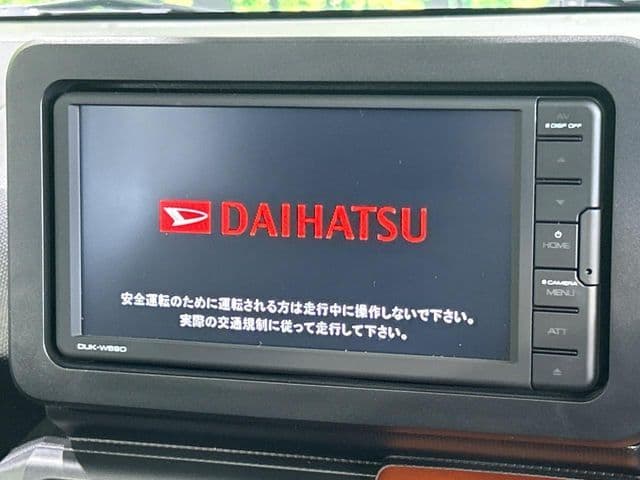 AV
DISP OFF
DAIHATSU
HOME
CAMERA
MENU
安全運転のために運転される方は走行中に操作しないで下さい。
実際の交通規制に従って走行して下さい。
ATT